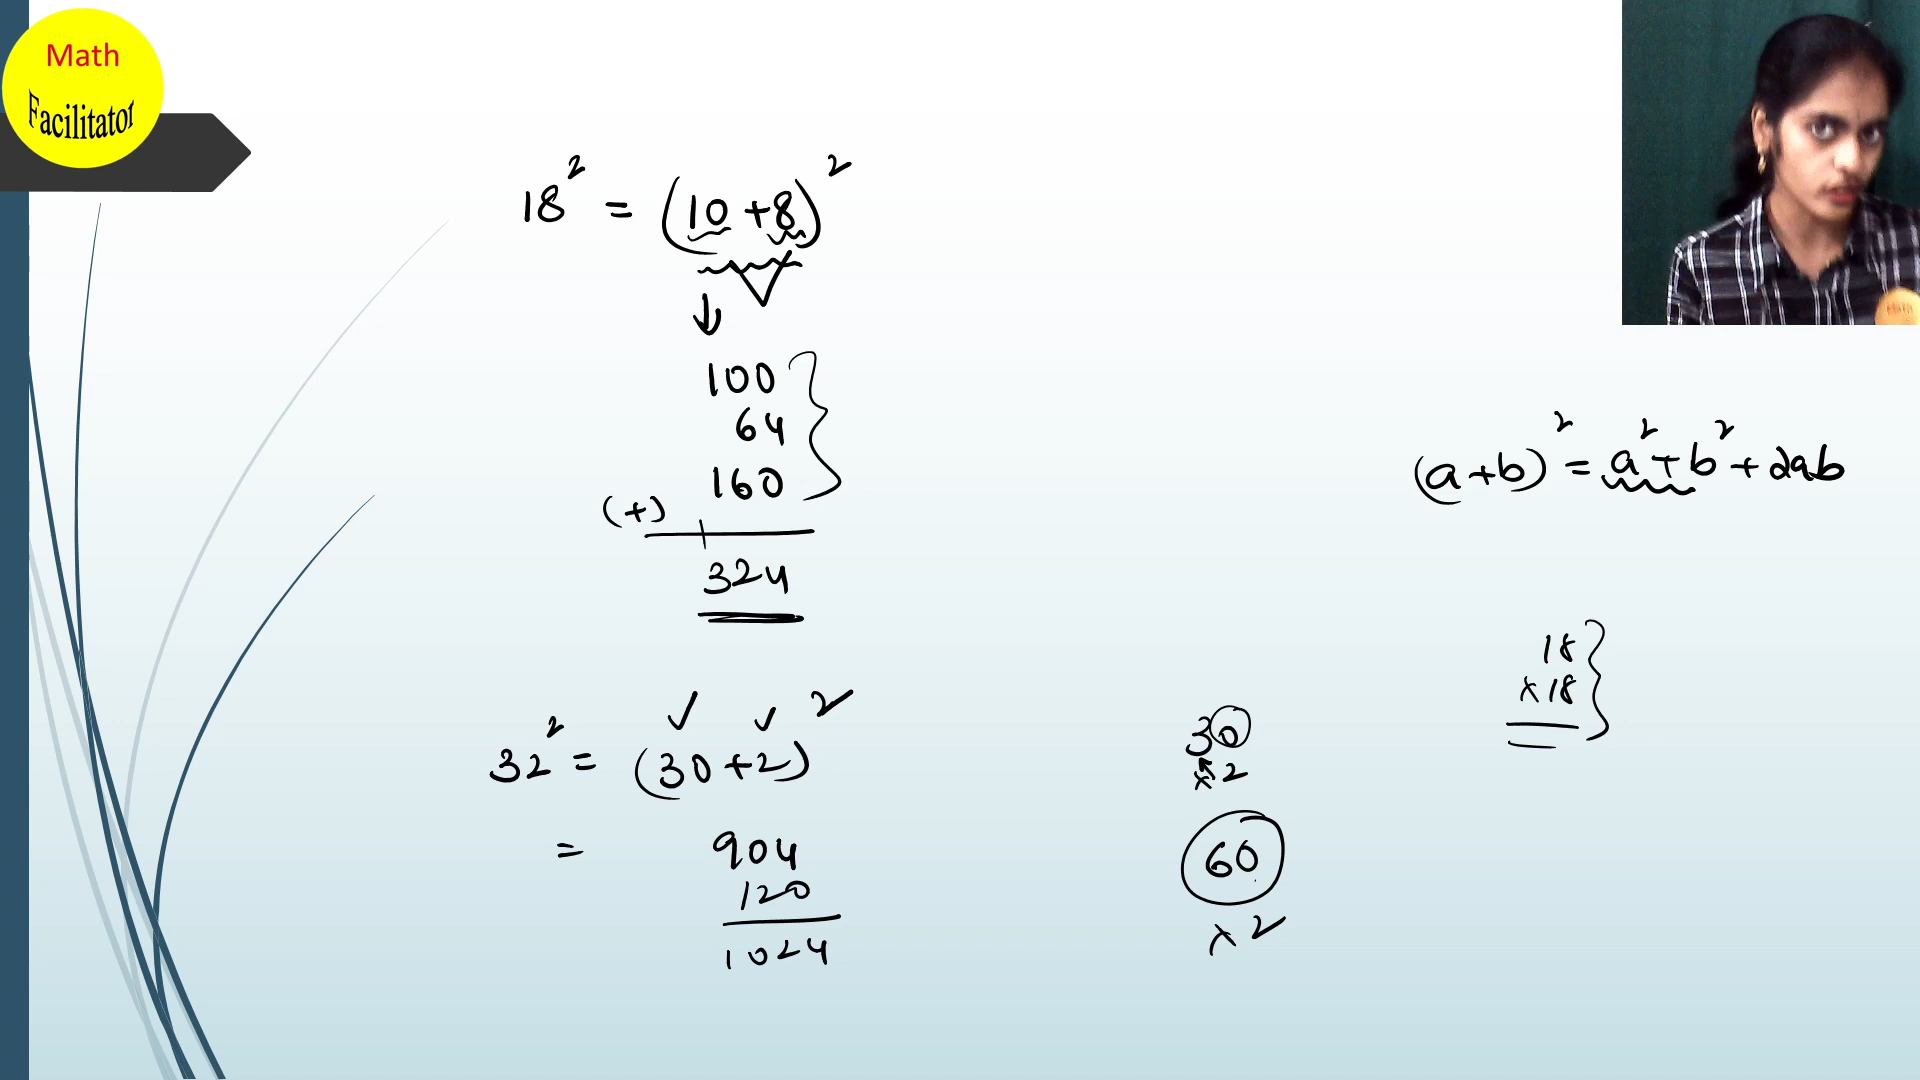 Math
Facilitator
18² = (10 + 8)²
100
64
160
(+)
324
(a+b)² = a² + b² + 2ab
18
×18
32² = (30 + 2)²
= 904
120
1024
30
×2
60
×2